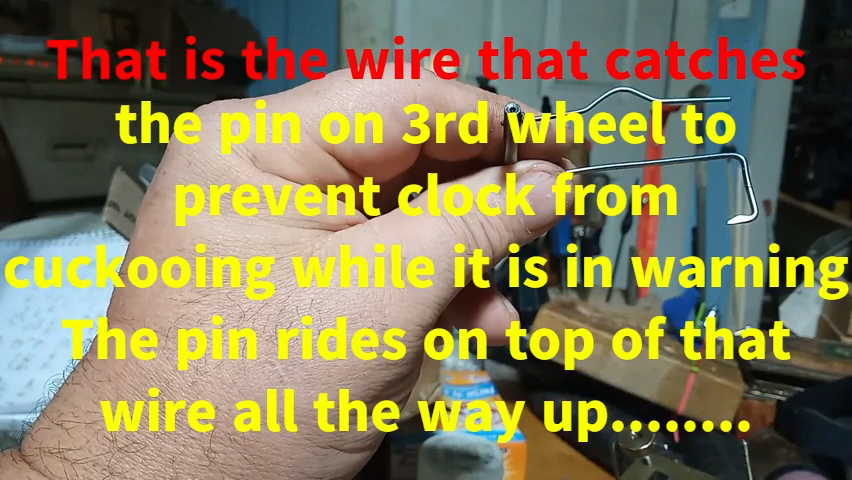 That is the wire that catches
the pin on 3rd wheel to
prevent clock from
cuckooing while it is in warning
The pin rides on top of that
wire all the way up........